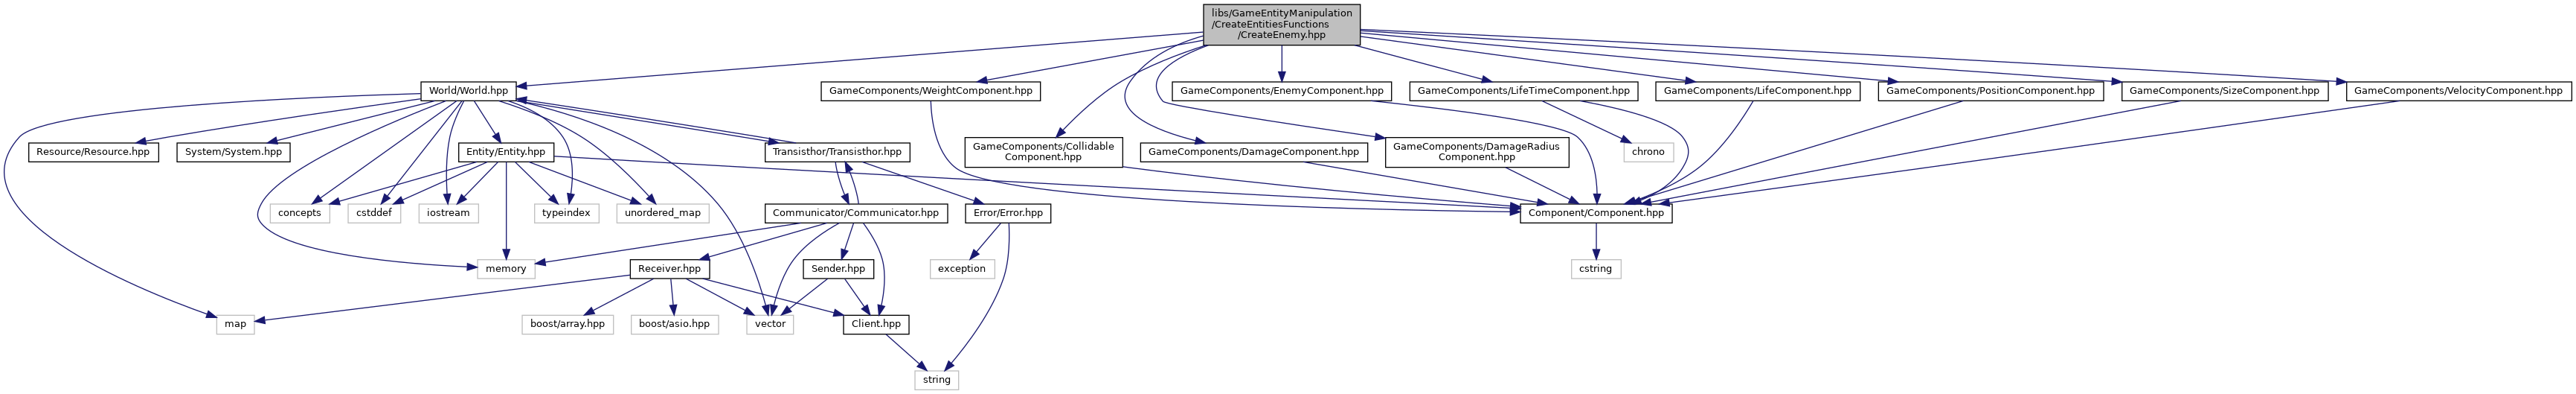 libs/GameEntityManipulation
/CreateEntitiesFunctions
/CreateEnemy.hpp
World/World.hpp
GameComponents/WeightComponent.hpp
GameComponents/EnemyComponent.hpp
GameComponents/LifeTimeComponent.hpp
GameComponents/LifeComponent.hpp
GameComponents/PositionComponent.hpp
GameComponents/SizeComponent.hpp
GameComponents/VelocityComponent.hpp
Resource/Resource.hpp
System/System.hpp
Entity/Entity.hpp
Transisthor/Transisthor.hpp
GameComponents/Collidable
Component.hpp
GameComponents/DamageComponent.hpp
GameComponents/DamageRadius
Component.hpp
chrono
concepts
cstddef
iostream
typeindex
unordered_map
Communicator/Communicator.hpp
Error/Error.hpp
Component/Component.hpp
memory
Receiver.hpp
Sender.hpp
exception
cstring
map
boost/array.hpp
boost/asio.hpp
vector
Client.hpp
string